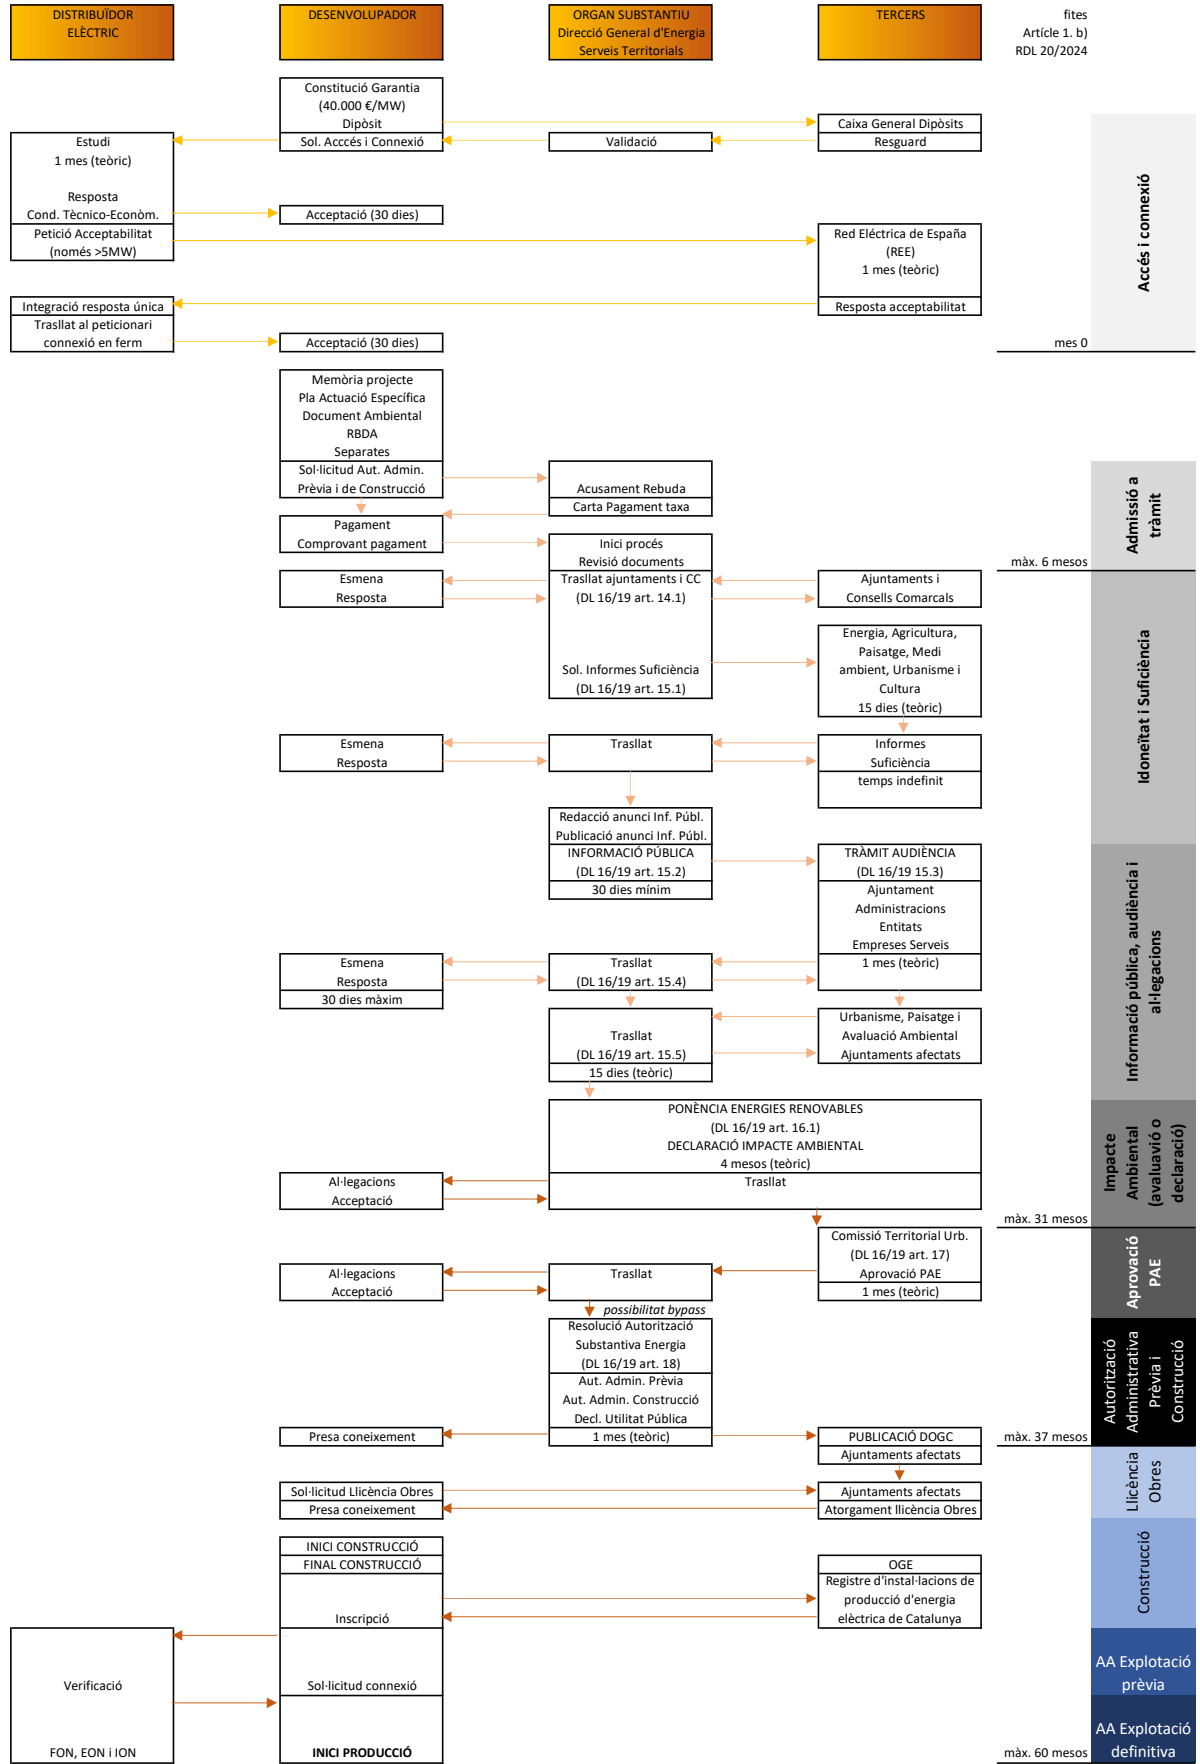 DISTRIBUÏDOR
ELÈCTRIC
DESENVOLUPADOR
ORGAN SUBSTANTIU
Direcció General d'Energia
Serveis Territorials
TERCERS
fites
Artícle 1. b)
RDL 20/2024
Constitució Garantia
(40.000 €/MW)
Dipòsit
Sol. Acccés i Connexió
Validació
Caixa General Dipòsits
Resguard
Estudi
1 mes (teòric)
Resposta
Cond. Tècnico-Econòm.
Acceptació (30 dies)
Petició Acceptabilitat
(només >5MW)
Red Eléctrica de España
(REE)
1 mes (teòric)
Resposta acceptabilitat
Integració resposta única
Trasllat al peticionari
connexió en ferm
Acceptació (30 dies)
mes 0
Accés i connexió
Memòria projecte
Pla Actuació Específica
Document Ambiental
RBDA
Separates
Sol·licitud Aut. Admin.
Prèvia i de Construcció
Acusament Rebuda
Carta Pagament taxa
Pagament
Comprovant pagament
Inici procés
Revisió documents
màx. 6 mesos
Admissió a
tràmit
Esmena
Resposta
Trasllat ajuntaments i CC
(DL 16/19 art. 14.1)
Ajuntaments i
Consells Comarcals
Sol. Informes Suficiència
(DL 16/19 art. 15.1)
Energia, Agricultura,
Paisatge, Medi
ambient, Urbanisme i
Cultura
15 dies (teòric)
Esmena
Resposta
Trasllat
Informes
Suficiència
temps indefinit
Idoneïtat i Suficiència
Redacció anunci Inf. Públ.
Publicació anunci Inf. Públ.
INFORMACIÓ PÚBLICA
(DL 16/19 art. 15.2)
30 dies mínim
TRÀMIT AUDIÈNCIA
(DL 16/19 15.3)
Ajuntament
Administracions
Entitats
Empreses Serveis
1 mes (teòric)
Esmena
Resposta
30 dies màxim
Trasllat
(DL 16/19 art. 15.4)
Trasllat
(DL 16/19 art. 15.5)
15 dies (teòric)
Urbanisme, Paisatge i
Avaluació Ambiental
Ajuntaments afectats
Informació pública, audiència i
al·legacions
PONÈNCIA ENERGIES RENOVABLES
(DL 16/19 art. 16.1)
DECLARACIÓ IMPACTE AMBIENTAL
4 mesos (teòric)
Trasllat
Al·legacions
Acceptació
màx. 31 mesos
Impacte
Ambiental
(avaluavió o
declaració)
Comissió Territorial Urb.
(DL 16/19 art. 17)
Aprovació PAE
1 mes (teòric)
Al·legacions
Acceptació
Trasllat
possibilitat bypass
Aprovació
PAE
Resolució Autorizació
Substantiva Energia
(DL 16/19 art. 18)
Aut. Admin. Prèvia
Aut. Admin. Construcció
Decl. Utilitat Pública
1 mes (teòric)
Presa coneixement
PUBLICACIÓ DOGC
Ajuntaments afectats
màx. 37 mesos
Autorització
Administrativa
Prèvia i
Construcció
Sol·licitud Llicència Obres
Presa coneixement
Ajuntaments afectats
Atorgament llicència Obres
Llicència
Obres
INICI CONSTRUCCIÓ
FINAL CONSTRUCCIÓ
Inscripció
OGE
Registre d'instal·lacions de
producció d'energia
elèctrica de Catalunya
Construcció
Verificació
Sol·licitud connexió
AA Explotació
prèvia
FON, EON i ION
INICI PRODUCCIÓ
màx. 60 mesos
AA Explotació
definitiva